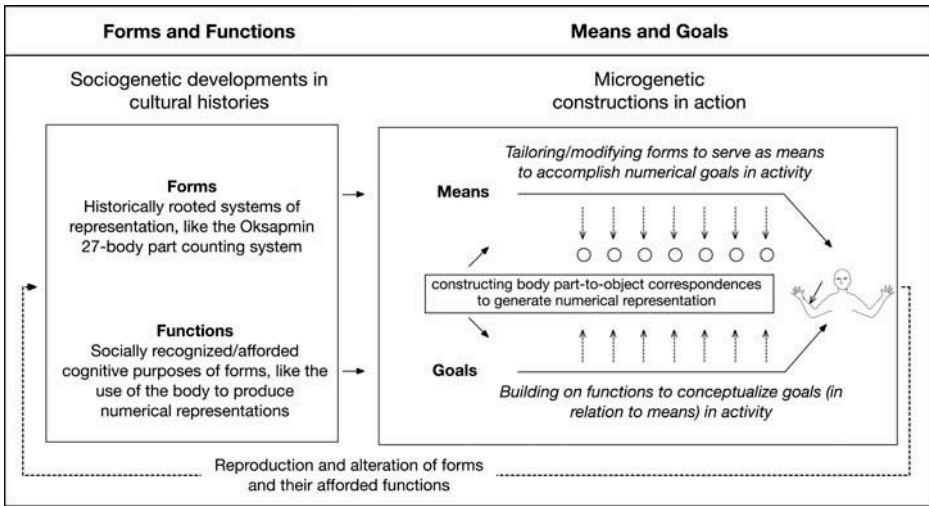 Forms and Functions
Means and Goals
Sociogenetic developments in
cultural histories
Microgenetic
constructions in action
Forms
Historically rooted systems of
representation, like the Oksapmin
27-body part counting system
Functions
Socially recognized/afforded
cognitive purposes of forms, like the
use of the body to produce
numerical representations
Tailoring/modifying forms to serve as means
to accomplish numerical goals in activity
Means
constructing body part-to-object correspondences
to generate numerical representation
Goals
Building on functions to conceptualize goals (in
relation to means) in activity
Reproduction and alteration of forms
and their afforded functions